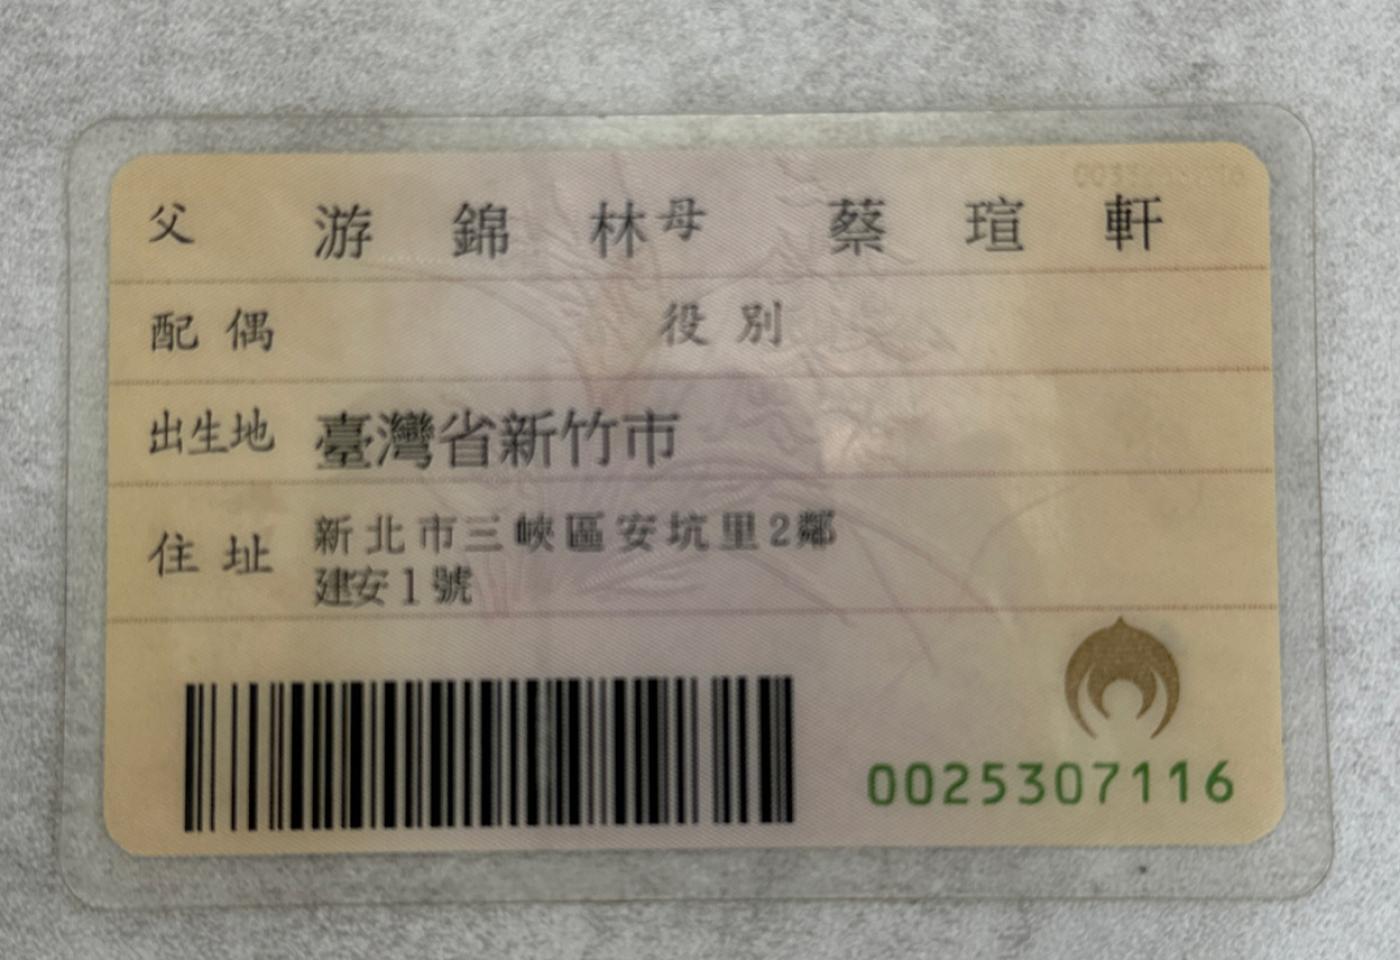 父 游錦林 母 蔡瑄軒
配偶 役別
出生地 臺灣省新竹市
住址 新北市三峽區安坑里2鄰
建安1號
0025307116